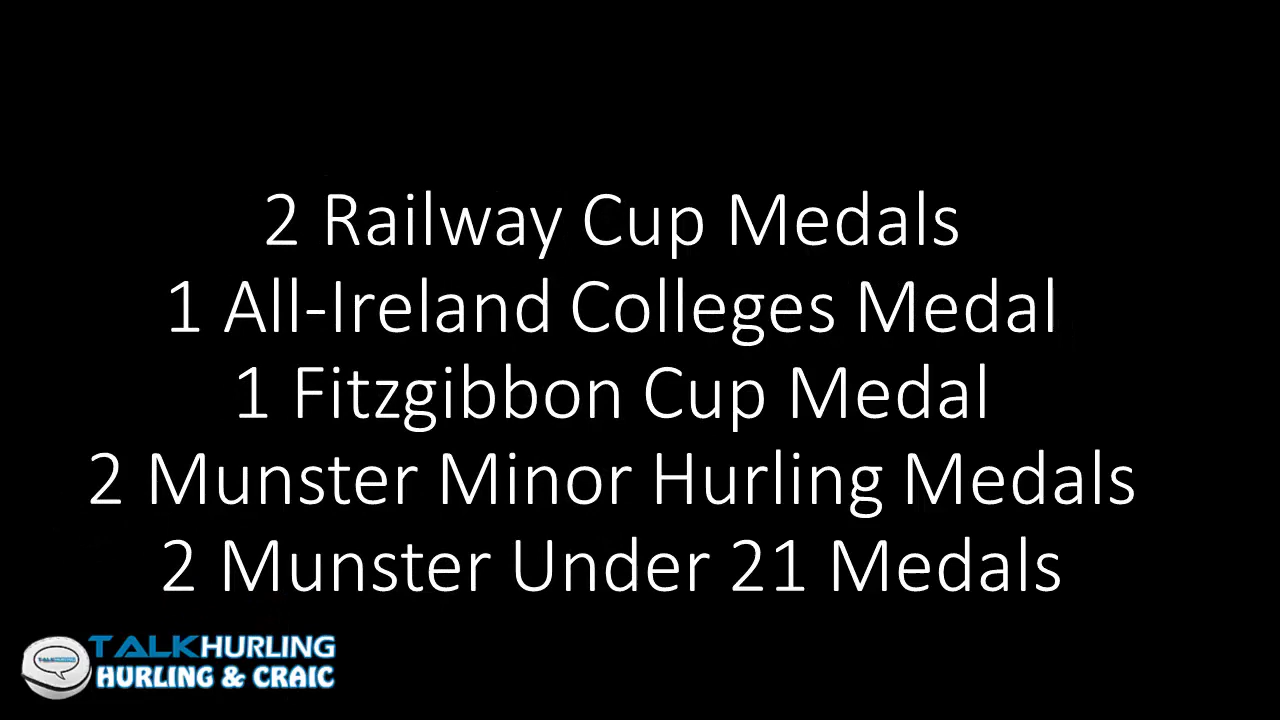 2 Railway Cup Medals
1 All-Ireland Colleges Medal
1 Fitzgibbon Cup Medal
2 Munster Minor Hurling Medals
2 Munster Under 21 Medals
TALKHURLING
HURLING & CRAIC